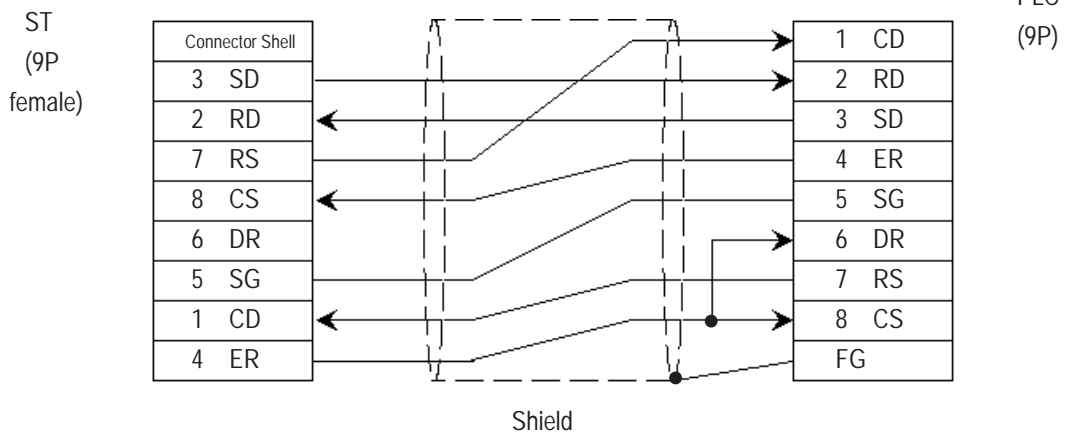 ST
(9P
female)
Connector Shell
3 SD
2 RD
7 RS
8 CS
6 DR
5 SG
1 CD
4 ER
1 CD
2 RD
3 SD
4 ER
5 SG
6 DR
7 RS
8 CS
FG
(9P)
Shield